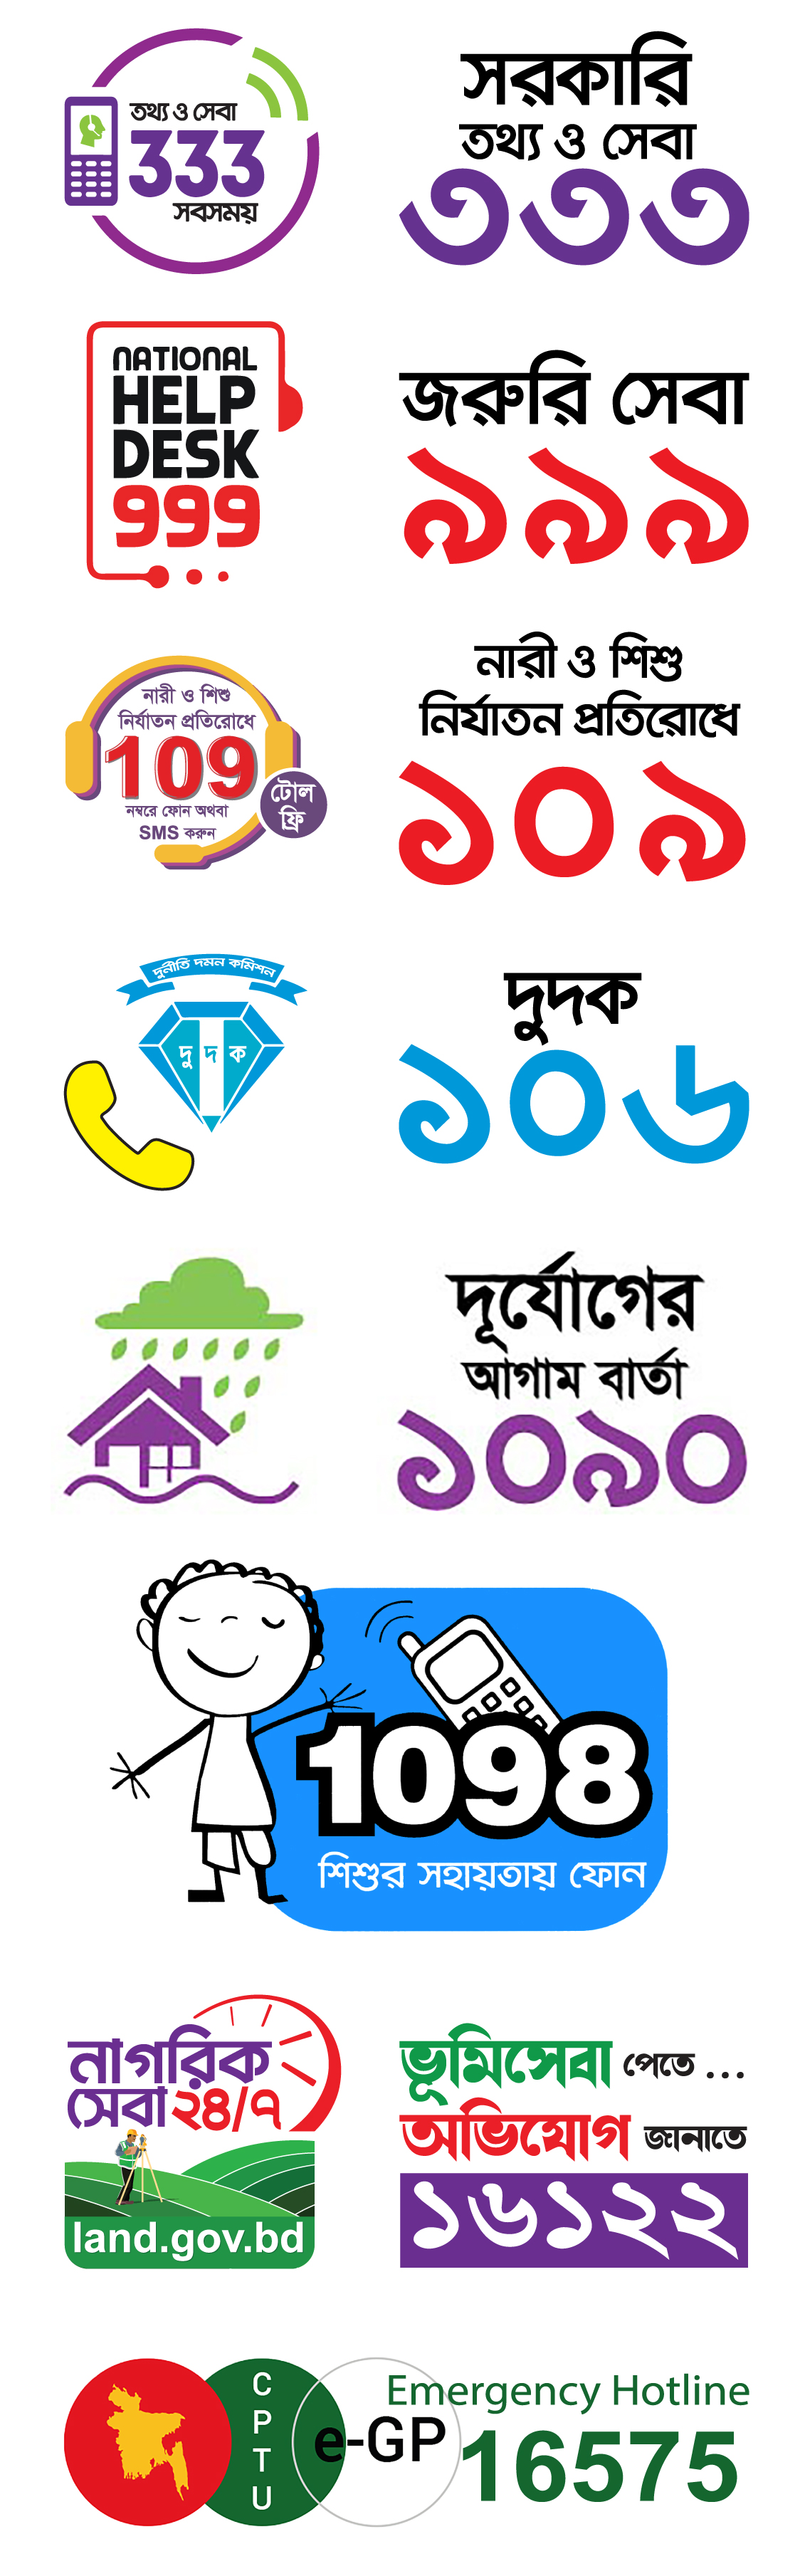 তথ্য ও সেবা
333
সবসময়
সরকারি
তথ্য ও সেবা
৩৩৩
NATIONAL
HELP
DESK
999
জরুরি সেবা
৯৯৯
নারী ও শিশু
নির্যাতন প্রতিরোধে
109
নম্বরে ফোন অথবা
SMS করুন
টোল
ফ্রি
নারী ও শিশু
নির্যাতন প্রতিরোধে
১০৯
দুর্নীতি দমন কমিশন
দু দ ক
দুদক
১০৬
দূর্যোগের
আগাম বার্তা
১০৯০
1098
শিশুর সহায়তায় ফোন
নাগরিক
সেবা ২৪/৭
land.gov.bd
ভূমিসেবা পেতে ...
অভিযোগ জানাতে
১৬১২২
C
P
T
U
e-GP
Emergency Hotline
16575